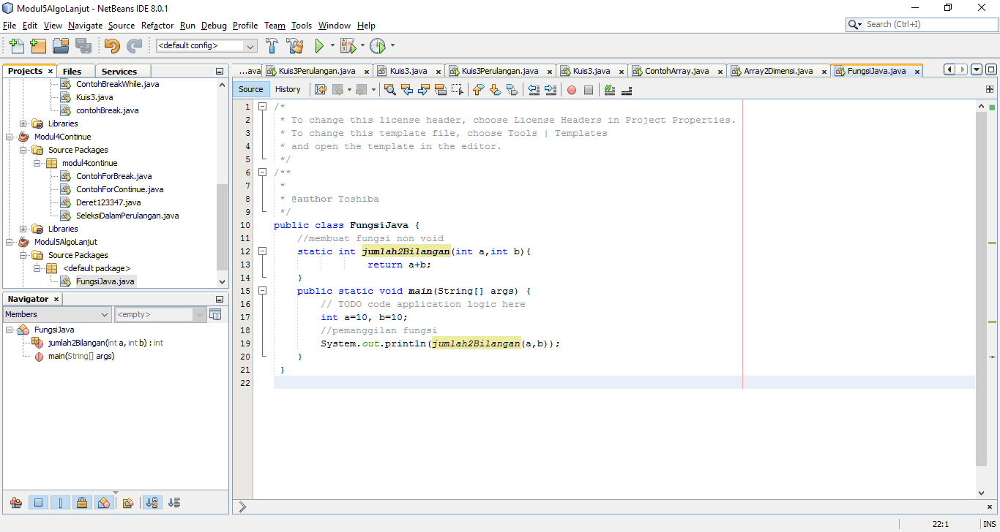 Modul5AlgoLanjut - NetBeans IDE 8.0.1
File Edit View Navigate Source Refactor Run Debug Profile Team Tools Window Help
Search (Ctrl+I)
<default config>
Projects Files Services
ContohBreakWhile.java
Kuis3.java
contohBreak.java
Libraries
Modul4Continue
Source Packages
modul4continue
ContohForBreak.java
ContohForContinue.java
Deret123347.java
SeleksiDalamPerulangan.java
Libraries
Modul5AlgoLanjut
Source Packages
<default package>
FungsiJava.java
Navigator
Members <empty>
FungsiJava
jumlah2Bilangan(int a, int b) : int
main(String[] args)
...ava Kuis3Perulangan.java Kuis3.java Kuis3Perulangan.java Kuis3.java ContohArray.java Array2Dimensi.java FungsiJava.java
Source History
1 /*
2 * To change this license header, choose License Headers in Project Properties.
3 * To change this template file, choose Tools | Templates
4 * and open the template in the editor.
5 */
6 /**
7 *
8 * @author Toshiba
9 */
10 public class FungsiJava {
11 //membuat fungsi non void
12 static int jumlah2Bilangan(int a,int b){
13 return a+b;
14 }
15 public static void main(String[] args) {
16 // TODO code application logic here
17 int a=10, b=10;
18 //pemanggilan fungsi
19 System.out.println(jumlah2Bilangan(a,b));
20 }
21 }
22
22:1 INS